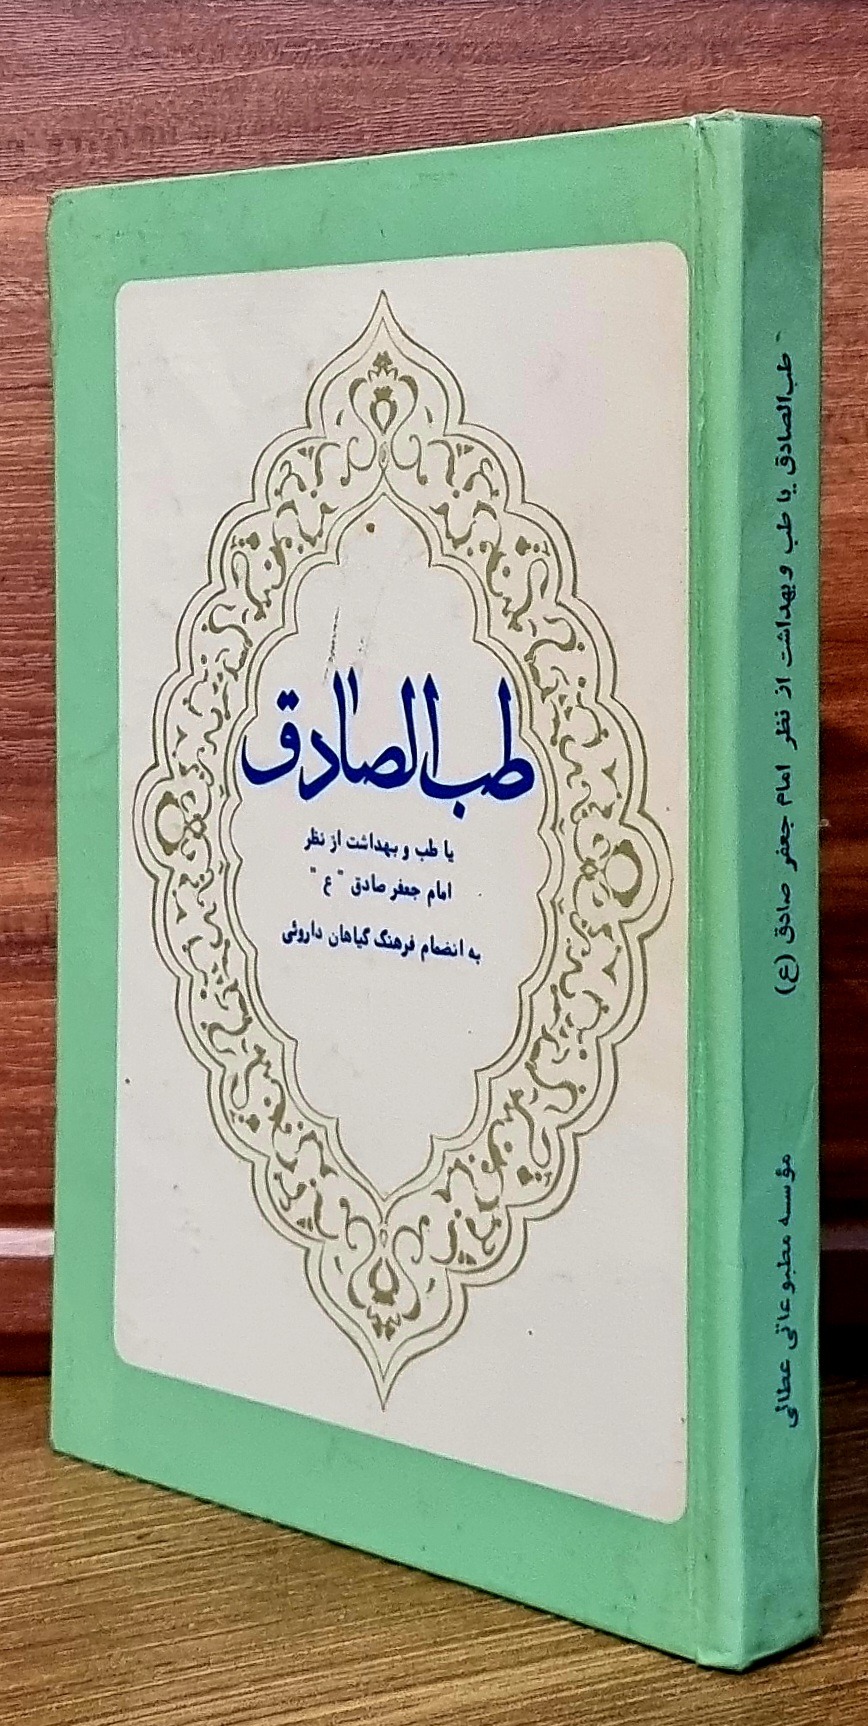 طب‌الصادق
یا طب و بهداشت از نظر
امام جعفر صادق "ع"
به انضمام فرهنگ گیاهان داروئی
طب‌الصادق یا طب و بهداشت از نظر امام جعفر صادق (ع)
مؤسسه مطبوعاتی عطائی